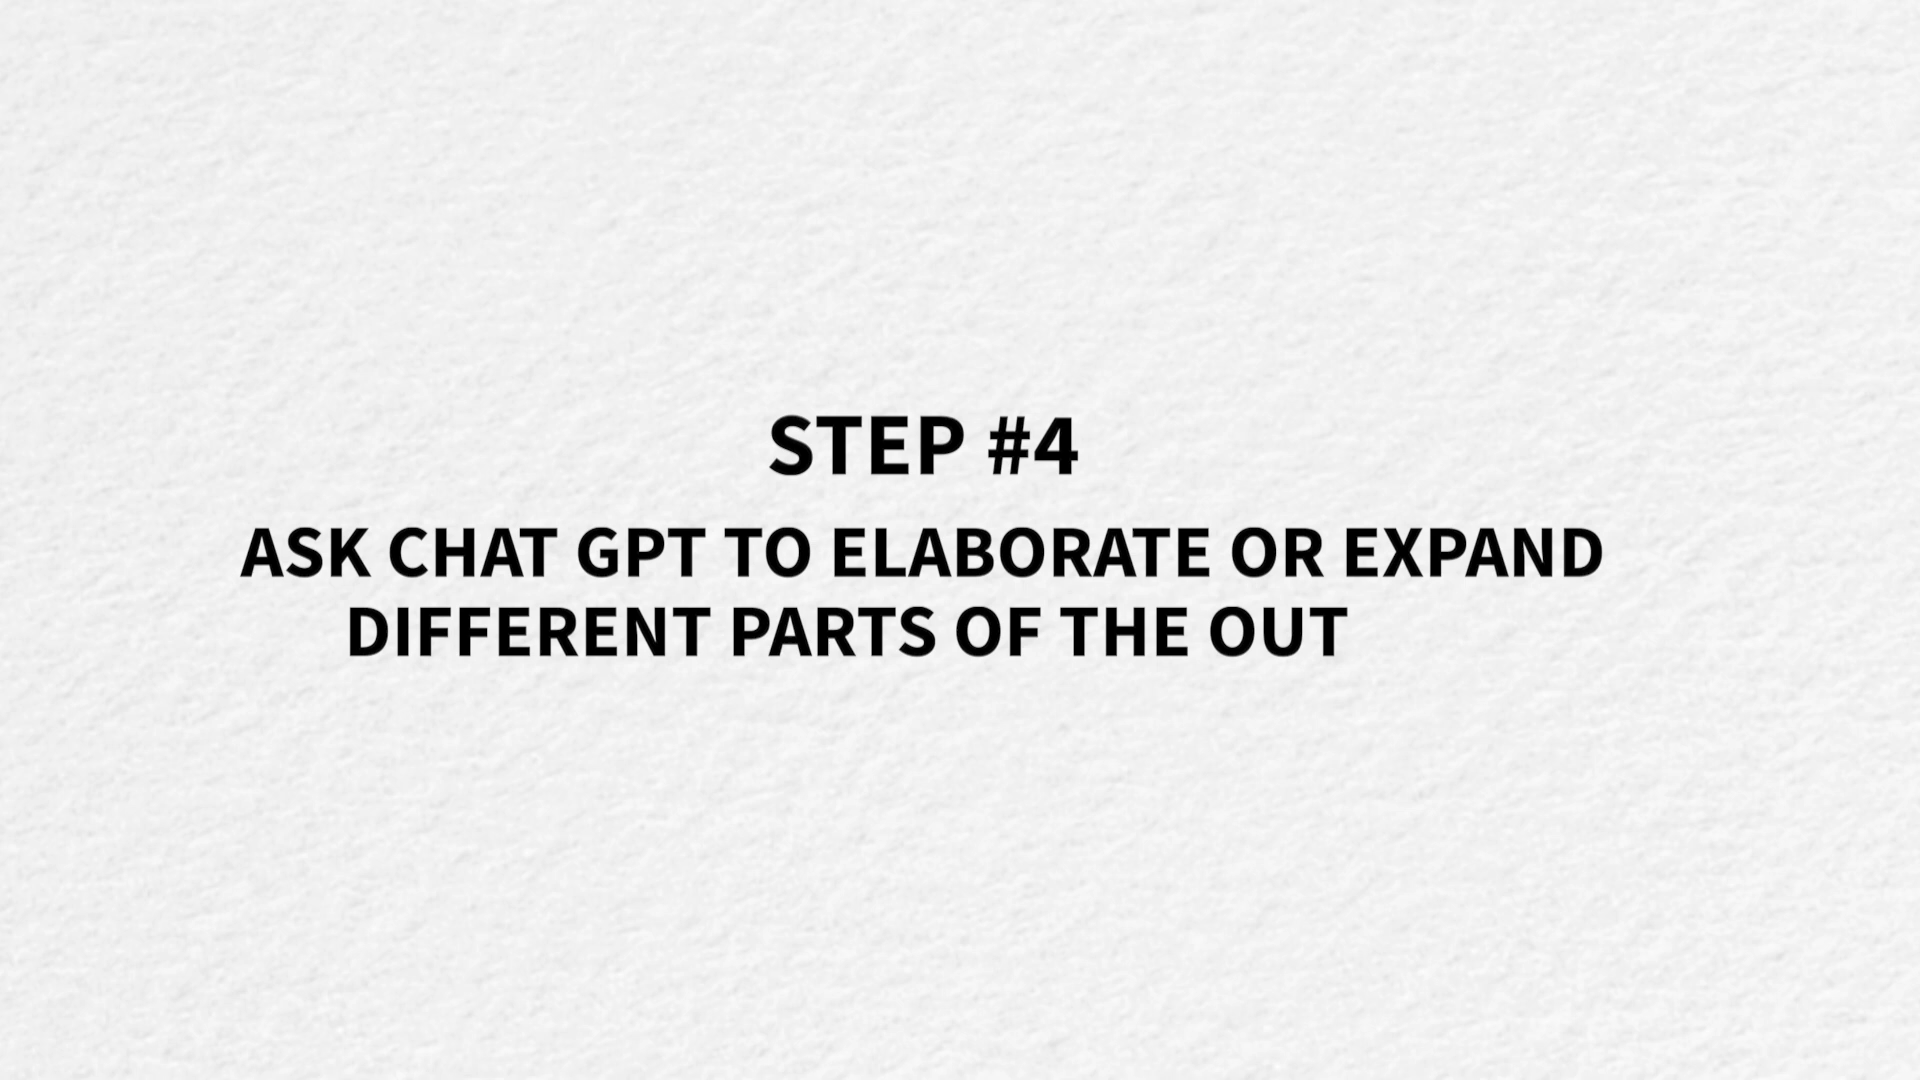 STEP #4
ASK CHAT GPT TO ELABORATE OR EXPAND
DIFFERENT PARTS OF THE OUT